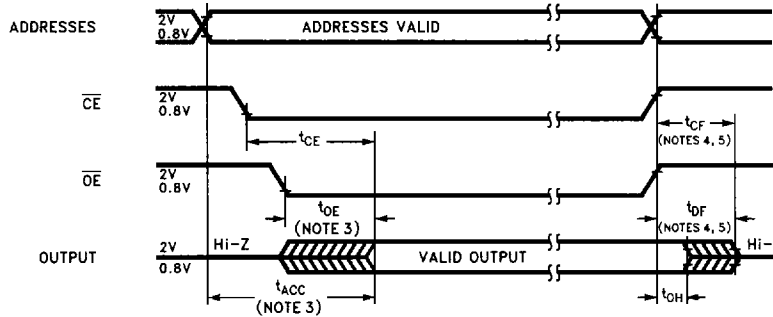 ADDRESSES
2V
0.8V
ADDRESSES VALID
CE
2V
0.8V
tCE
tCF
(NOTES 4, 5)
OE
2V
0.8V
tOE
(NOTE 3)
tDF
(NOTES 4, 5)
OUTPUT
2V
0.8V
Hi-Z
VALID OUTPUT
Hi-
tACC
(NOTE 3)
tOH